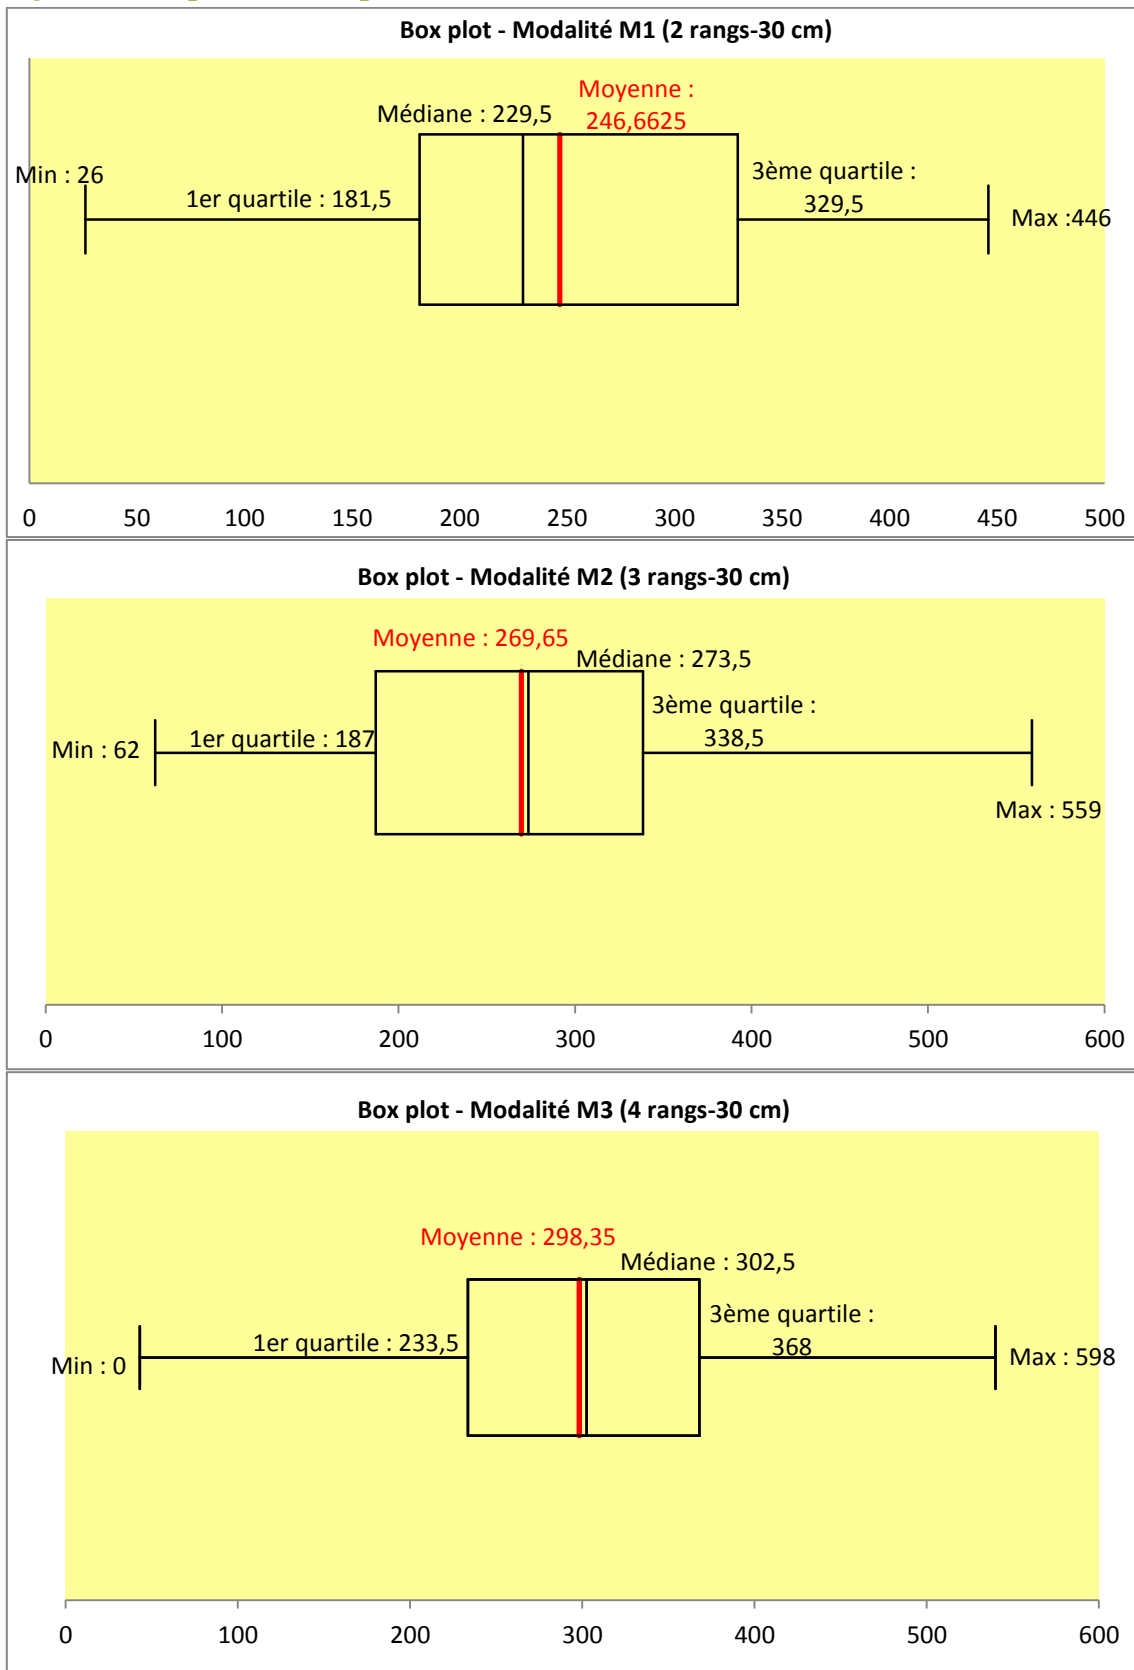 Box plot - Modalité M1 (2 rangs-30 cm)
Moyenne :
246,6625
Médiane : 229,5
Min : 26
1er quartile : 181,5
3ème quartile :
329,5
Max :446
0 50 100 150 200 250 300 350 400 450 500
Box plot - Modalité M2 (3 rangs-30 cm)
Moyenne : 269,65
Médiane : 273,5
3ème quartile :
338,5
Min : 62
1er quartile : 187
Max : 559
0 100 200 300 400 500 600
Box plot - Modalité M3 (4 rangs-30 cm)
Moyenne : 298,35
Médiane : 302,5
3ème quartile :
368
1er quartile : 233,5
Min : 0
Max : 598
0 100 200 300 400 500 600